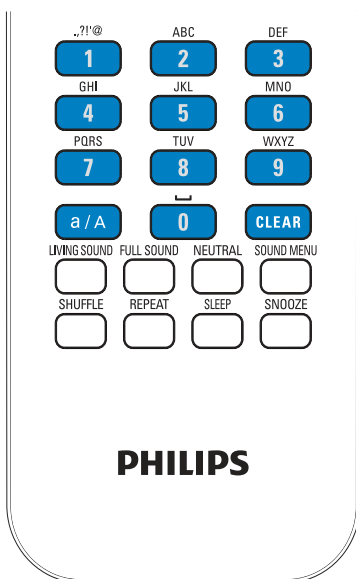 .,?!'@ ABC DEF
1 2 3
GHI JKL MNO
4 5 6
PQRS TUV WXYZ
7 8 9
a/A 0 CLEAR
LIVING SOUND FULL SOUND NEUTRAL SOUND MENU
SHUFFLE REPEAT SLEEP SNOOZE
PHILIPS